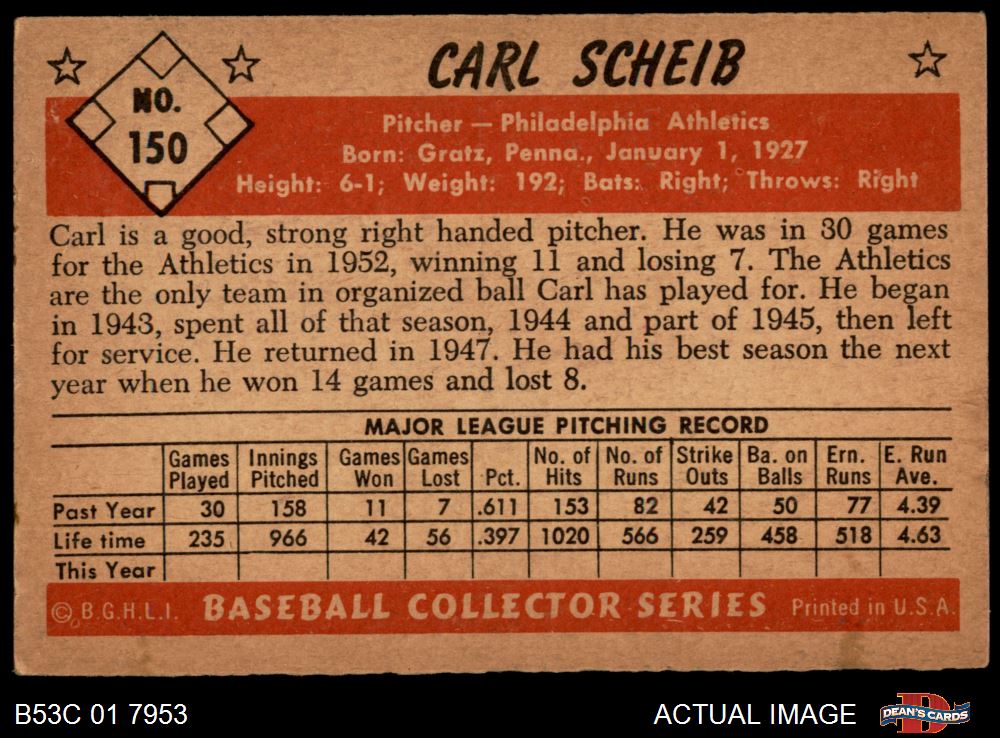 CARL SCHEIB
NO.
150
Pitcher — Philadelphia Athletics
Born: Gratz, Penna., January 1, 1927
Height: 6-1; Weight: 192; Bats: Right; Throws: Right
Carl is a good, strong right handed pitcher. He was in 30 games
for the Athletics in 1952, winning 11 and losing 7. The Athletics
are the only team in organized ball Carl has played for. He began
in 1943, spent all of that season, 1944 and part of 1945, then left
for service. He returned in 1947. He had his best season the next
year when he won 14 games and lost 8.
MAJOR LEAGUE PITCHING RECORD
Games Innings Games Games No. of No. of Strike Ba. on Ern. E. Run
Played Pitched Won Lost Pct. Hits Runs Outs Balls Runs Ave.
Past Year 30 158 11 7 .611 153 82 42 50 77 4.39
Life time 235 966 42 56 .397 1020 566 259 458 518 4.63
This Year
© B.G.H.L.I. BASEBALL COLLECTOR SERIES Printed in U.S.A.
B53C 01 7953 ACTUAL IMAGE DEAN'S CARDS